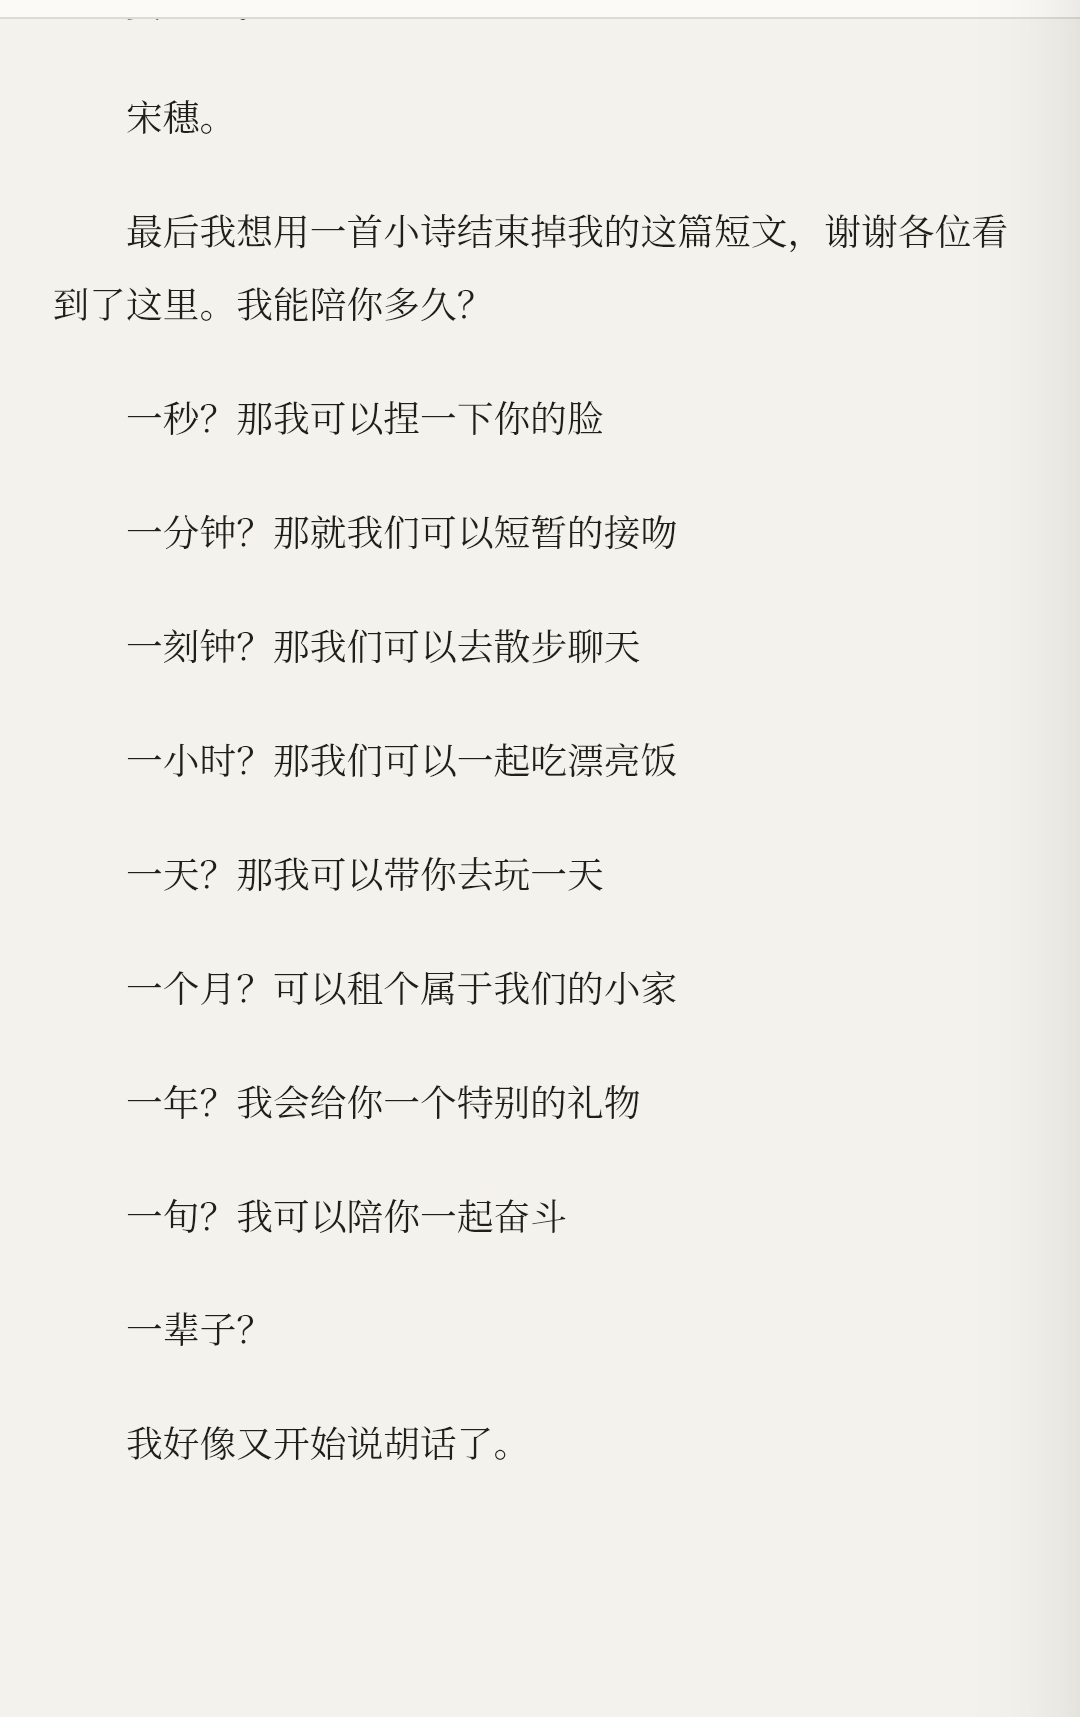 宋穗。
最后我想用一首小诗结束掉我的这篇短文，谢谢各位看
到了这里。我能陪你多久？
一秒？那我可以捏一下你的脸
一分钟？那就我们可以短暂的接吻
一刻钟？那我们可以去散步聊天
一小时？那我们可以一起吃漂亮饭
一天？那我可以带你去玩一天
一个月？可以租个属于我们的小家
一年？我会给你一个特别的礼物
一旬？我可以陪你一起奋斗
一辈子？
我好像又开始说胡话了。